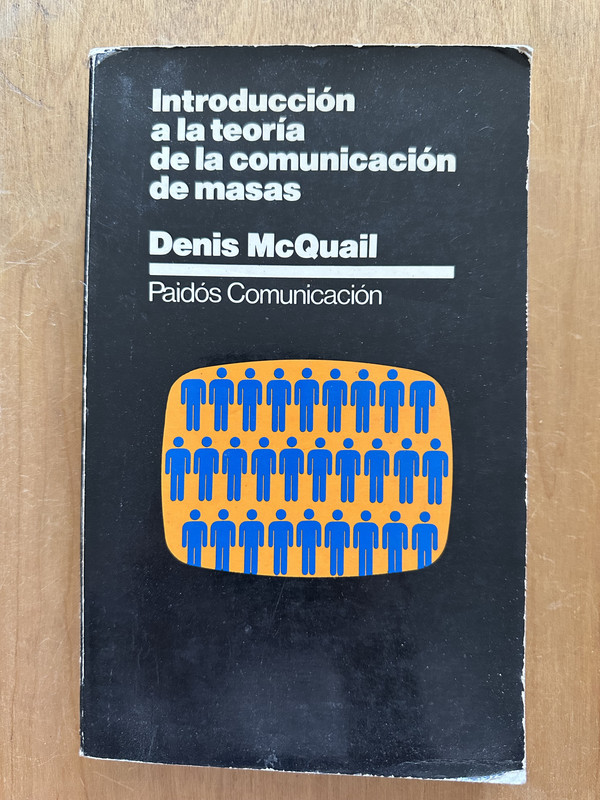 Introducción
a la teoría
de la comunicación
de masas
Denis McQuail
Paidós Comunicación